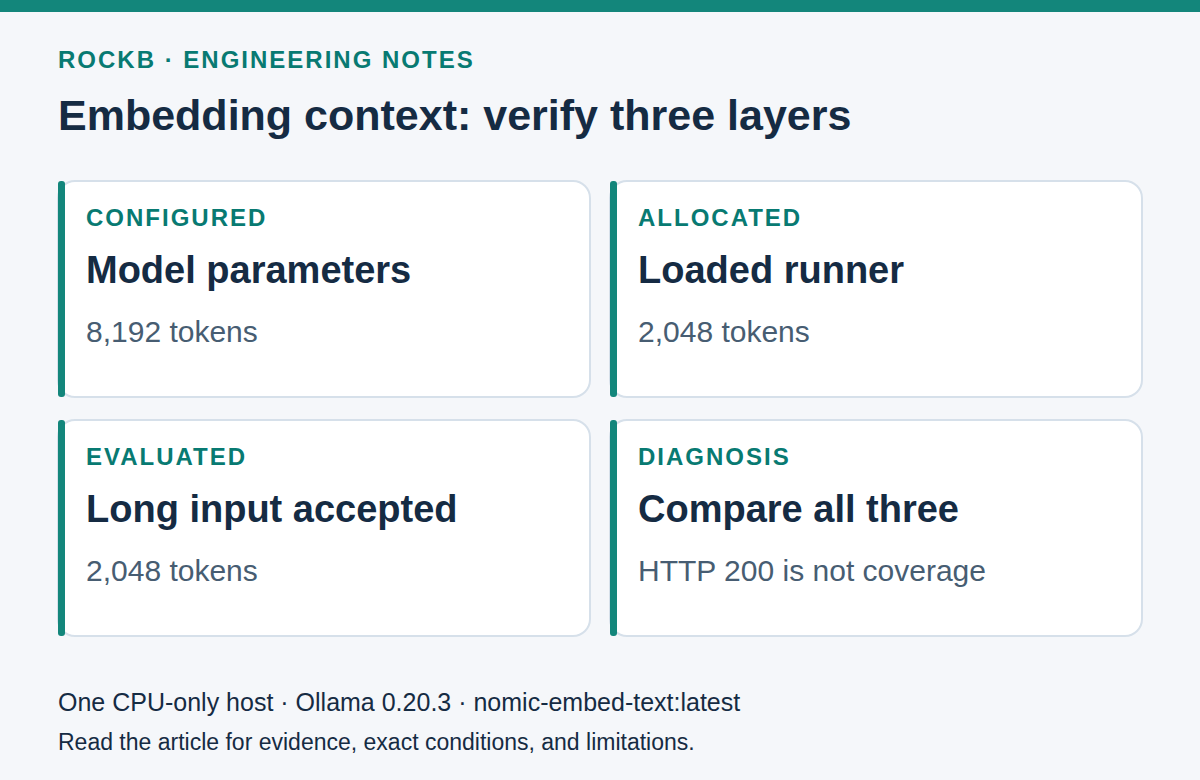 ROCKB · ENGINEERING NOTES
Embedding context: verify three layers
CONFIGURED
Model parameters
8,192 tokens
ALLOCATED
Loaded runner
2,048 tokens
EVALUATED
Long input accepted
2,048 tokens
DIAGNOSIS
Compare all three
HTTP 200 is not coverage
One CPU-only host · Ollama 0.20.3 · nomic-embed-text:latest
Read the article for evidence, exact conditions, and limitations.